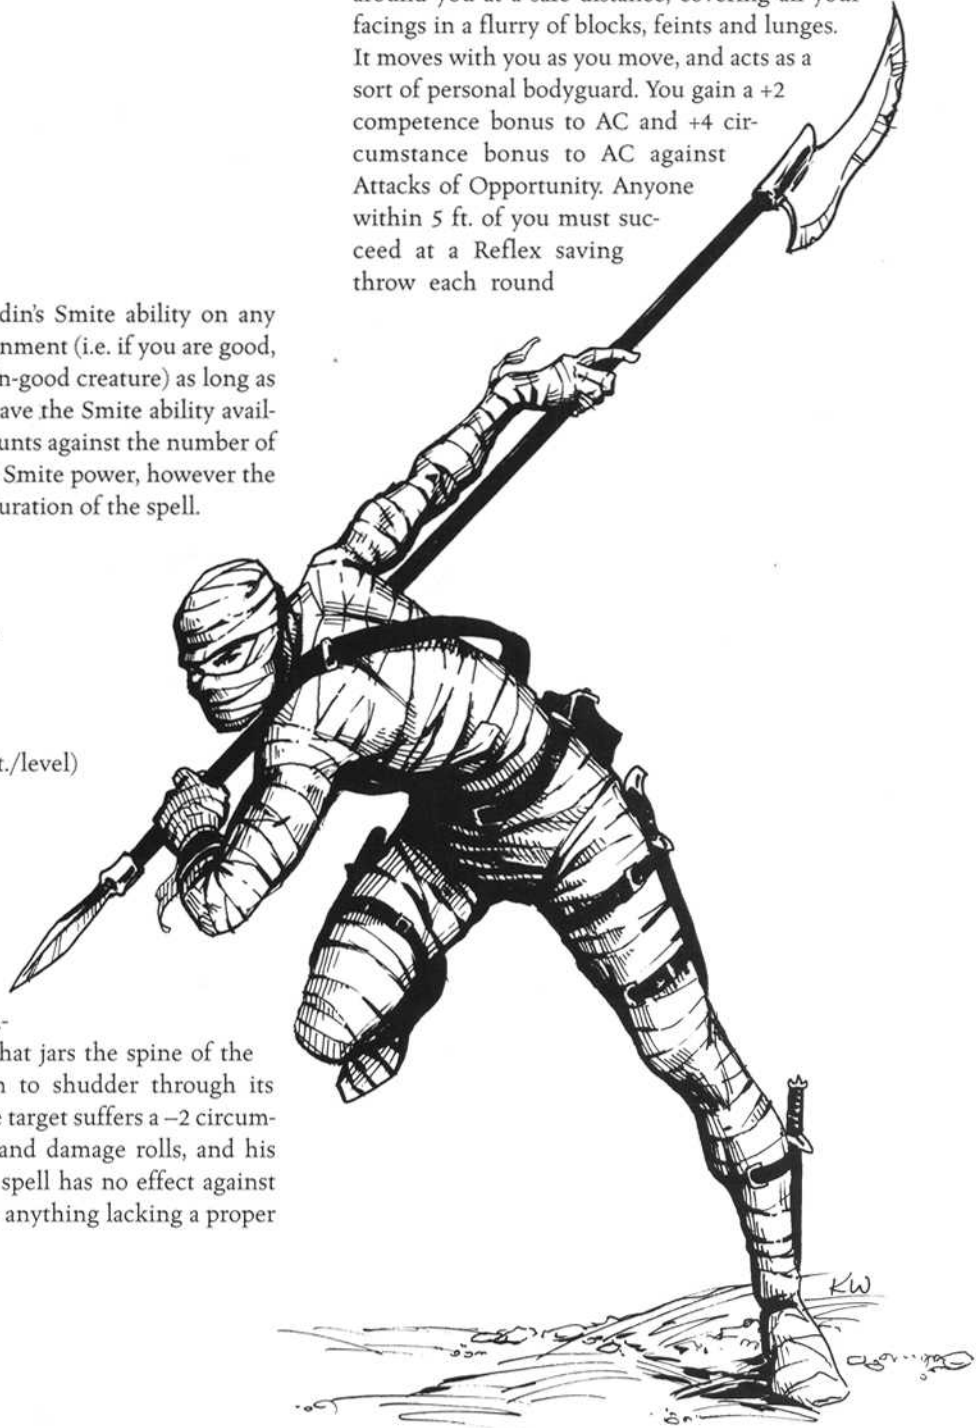 facings in a flurry of blocks, feints and lunges.
It moves with you as you move, and acts as a
sort of personal bodyguard. You gain a +2
competence bonus to AC and +4 cir-
cumstance bonus to AC against
Attacks of Opportunity. Anyone
within 5 ft. of you must suc-
ceed at a Reflex saving
throw each round
din's Smite ability on any
nment (i.e. if you are good,
n-good creature) as long as
ave the Smite ability avail-
unts against the number of
Smite power, however the
uration of the spell.
t./level)
hat jars the spine of the
n to shudder through its
e target suffers a –2 circum-
and damage rolls, and his
spell has no effect against
anything lacking a proper
KW